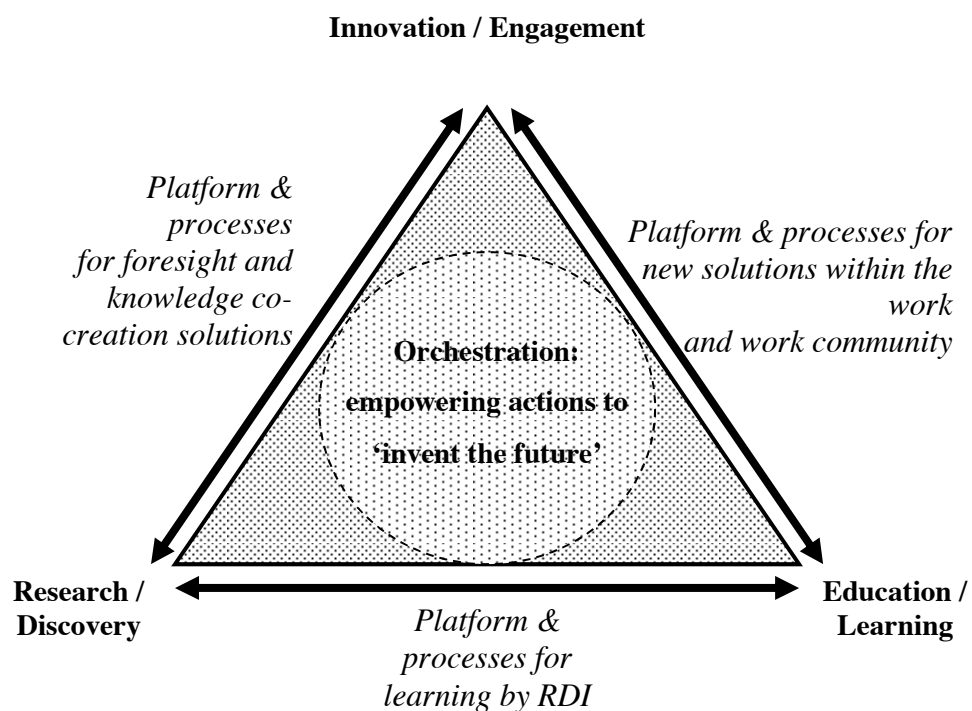 Innovation / Engagement
Platform &
processes
for foresight and
knowledge co-
creation solutions
Platform & processes for
new solutions within the
work
and work community
Orchestration:
empowering actions to
‘invent the future’
Research /
Discovery
Education /
Learning
Platform &
processes for
learning by RDI